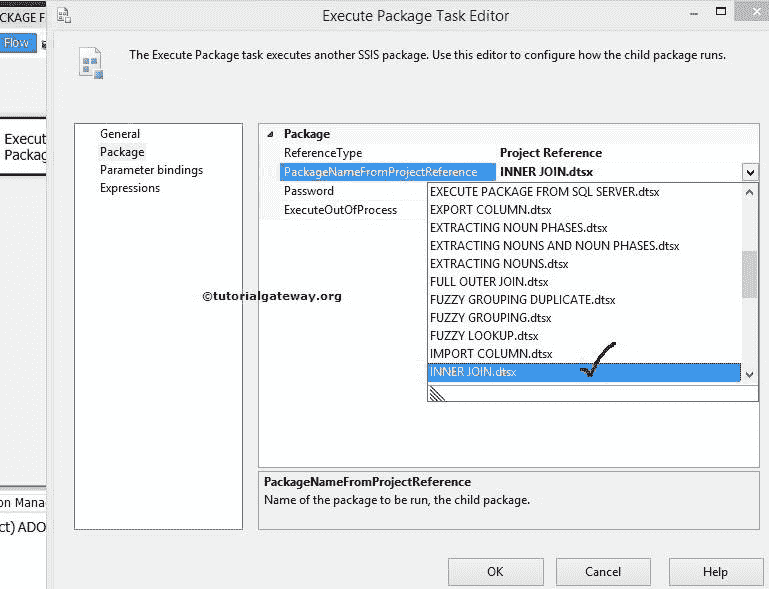 CKAGE F
Execute Package Task Editor
Flow
The Execute Package task executes another SSIS package. Use this editor to configure how the child package runs.
Execut
Packag
General
Package
Parameter bindings
Expressions
Package
ReferenceType Project Reference
PackageNameFromProjectReference INNER JOIN.dtsx
Password
ExecuteOutOfProcess
EXECUTE PACKAGE FROM SQL SERVER.dtsx
EXPORT COLUMN.dtsx
EXTRACTING NOUN PHASES.dtsx
EXTRACTING NOUNS AND NOUN PHASES.dtsx
EXTRACTING NOUNS.dtsx
FULL OUTER JOIN.dtsx
FUZZY GROUPING DUPLICATE.dtsx
FUZZY GROUPING.dtsx
FUZZY LOOKUP.dtsx
IMPORT COLUMN.dtsx
INNER JOIN.dtsx
©tutorialgateway.org
PackageNameFromProjectReference
Name of the package to be run, the child package.
on Mana
ct) ADO
OK Cancel Help